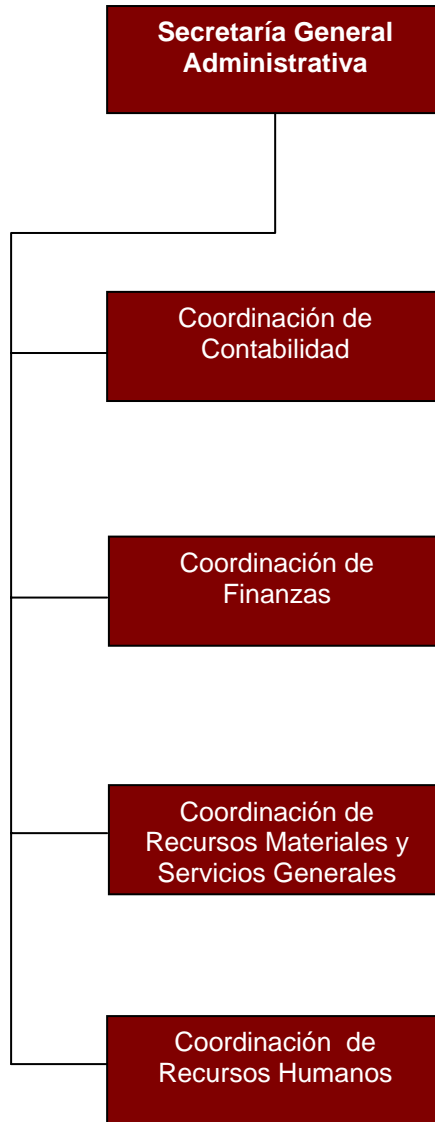 Secretaría General
Administrativa
Coordinación de
Contabilidad
Coordinación de
Finanzas
Coordinación de
Recursos Materiales y
Servicios Generales
Coordinación  de
Recursos Humanos